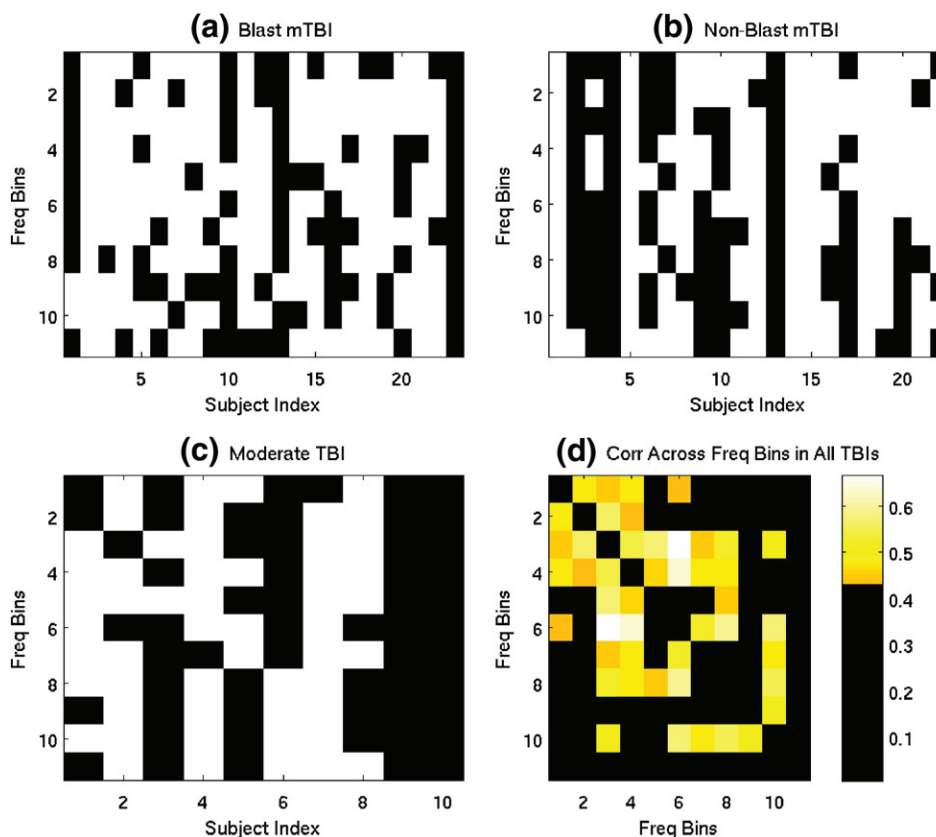 (a) Blast mTBI
Freq Bins
2
4
6
8
10
5 10 15 20
Subject Index
(b) Non-Blast mTBI
Freq Bins
2
4
6
8
10
5 10 15 20
Subject Index
(c) Moderate TBI
Freq Bins
2
4
6
8
10
2 4 6 8 10
Subject Index
(d) Corr Across Freq Bins in All TBIs
Freq Bins
2
4
6
8
10
2 4 6 8 10
Freq Bins
0.6
0.5
0.4
0.3
0.2
0.1